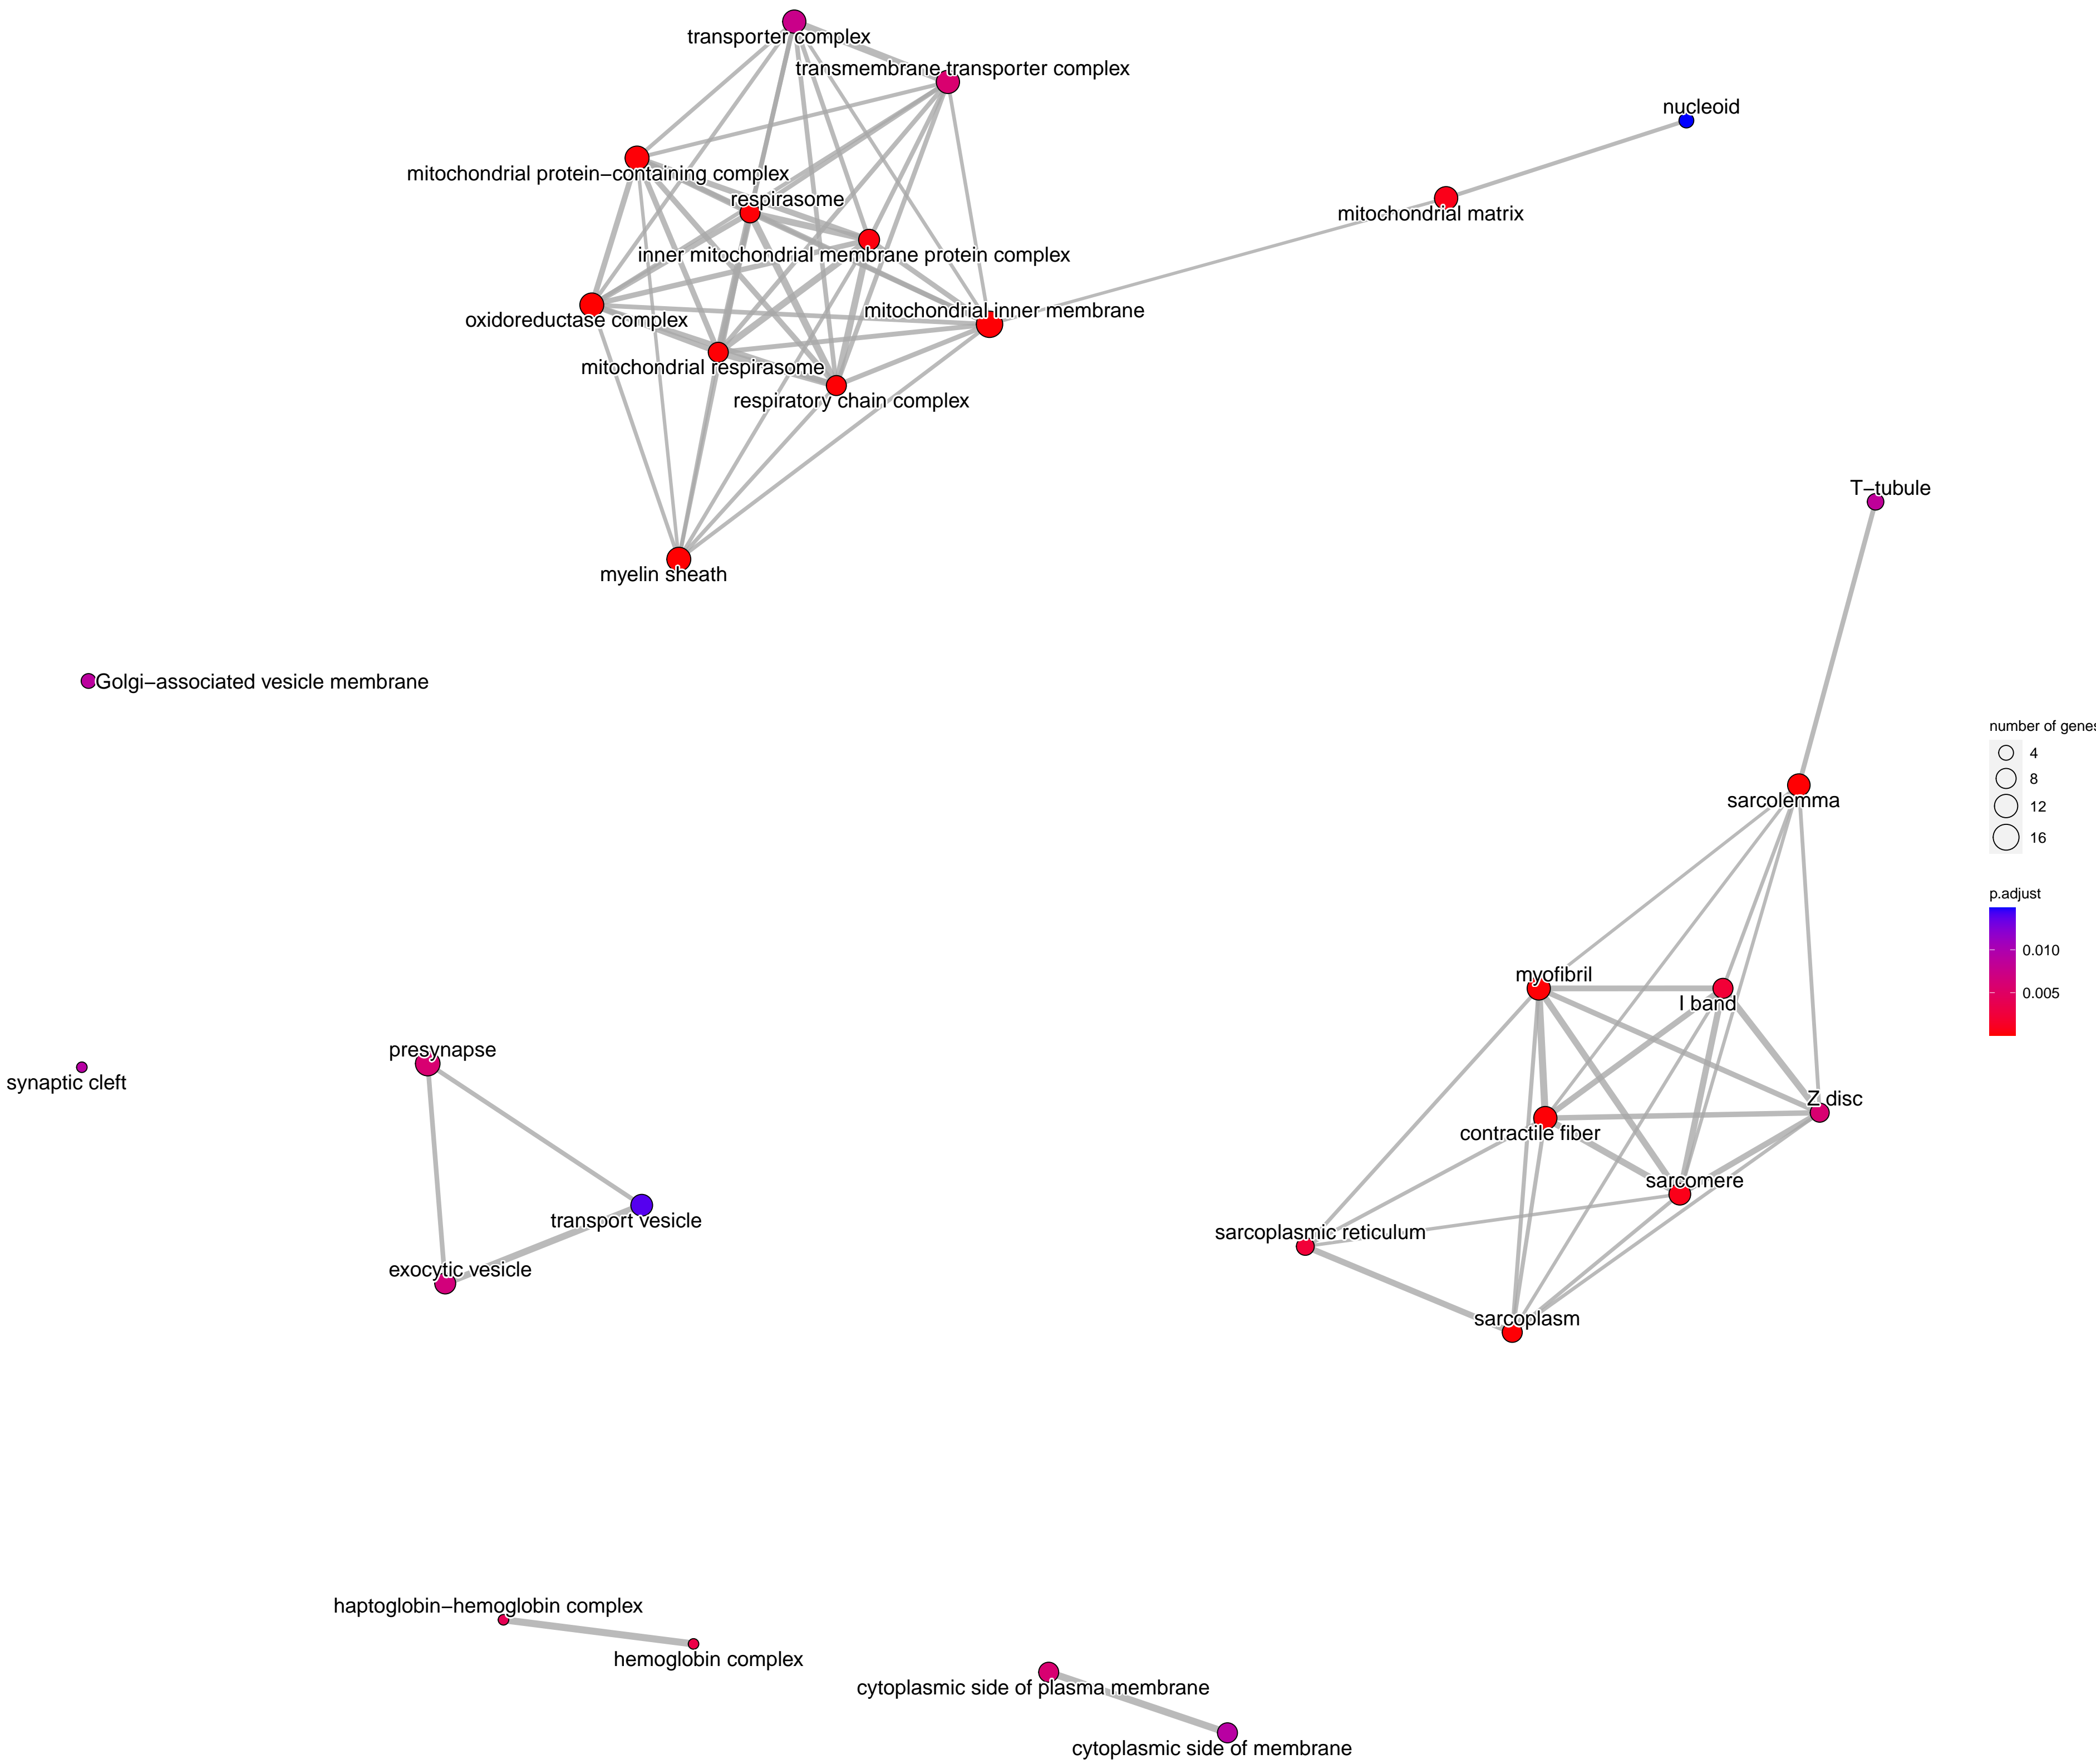 transporter complex
transmembrane transporter complex
nucleoid
mitochondrial protein−containing complex
respirasome
mitochondrial matrix
inner mitochondrial membrane protein complex
mitochondrial inner membrane
oxidoreductase complex
mitochondrial respirasome
respiratory chain complex
T−tubule
myelin sheath
Golgi−associated vesicle membrane
number of genes
4
8
12
16
sarcolemma
p.adjust
0.010
0.005
myofibril
I band
presynapse
synaptic cleft
Z disc
contractile fiber
sarcomere
transport vesicle
sarcoplasmic reticulum
exocytic vesicle
sarcoplasm
haptoglobin−hemoglobin complex
hemoglobin complex
cytoplasmic side of plasma membrane
cytoplasmic side of membrane